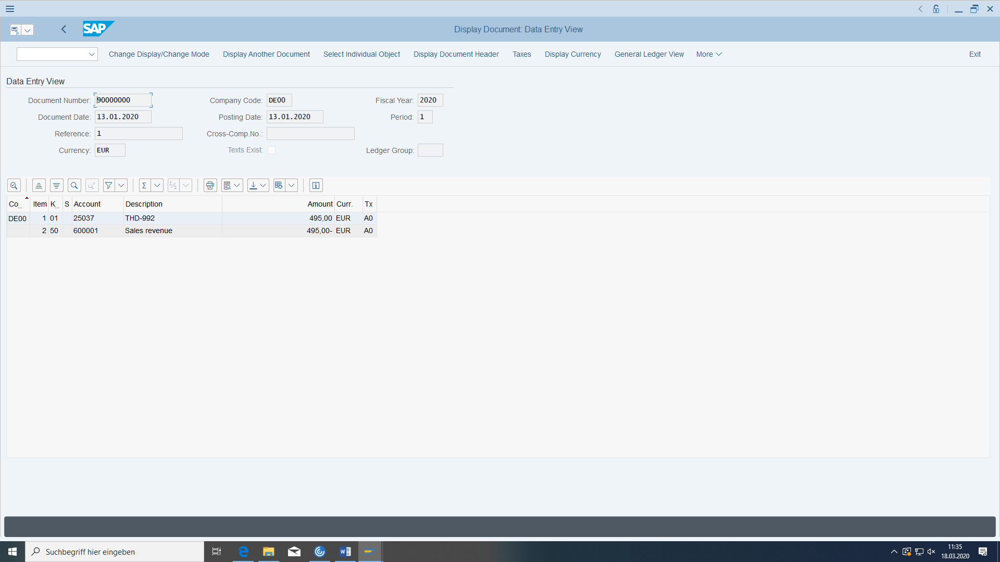 SAP
Display Document: Data Entry View
Change Display/Change Mode Display Another Document Select Individual Object Display Document Header Taxes Display Currency General Ledger View More Exit
Data Entry View
Document Number: 90000000 Company Code: DE00 Fiscal Year: 2020
Document Date: 13.01.2020 Posting Date: 13.01.2020 Period: 1
Reference: 1 Cross-Comp.No.:
Currency: EUR Texts Exist: Ledger Group:
Co... Item K... S Account Description Amount Curr. Tx
DE00 1 01 25037 THD-992 495,00 EUR A0
2 50 600001 Sales revenue 495,00- EUR A0
Suchbegriff hier eingeben
11:35
18.03.2020